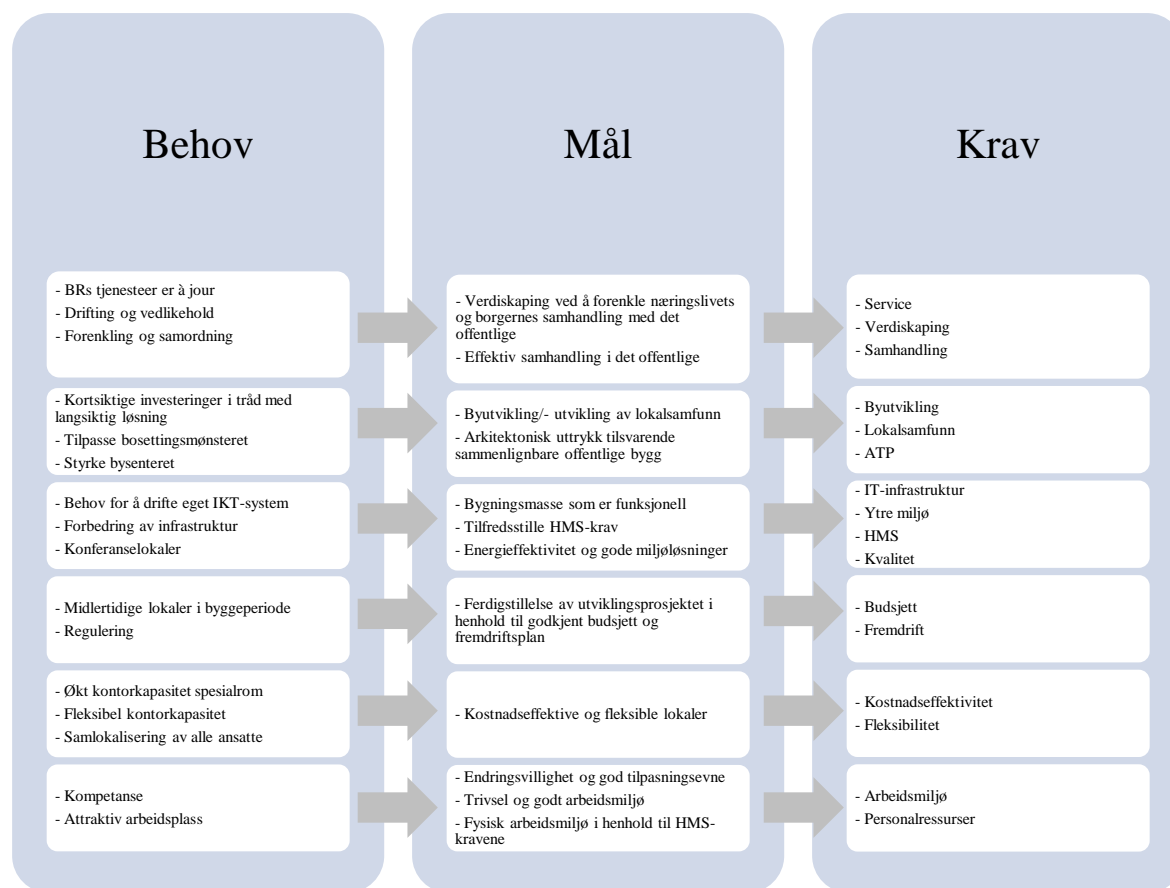 Behov
Mål
Krav
- BRs tjenesteer er à jour
- Drifting og vedlikehold
- Forenkling og samordning
- Verdiskaping ved å forenkle næringslivets
og borgernes samhandling med det
offentlige
- Effektiv samhandling i det offentlige
- Service
- Verdiskaping
- Samhandling
- Kortsiktige investeringer i tråd med
langsiktig løsning
- Tilpasse bosettingsmønsteret
- Styrke bysenteret
- Byutvikling/- utvikling av lokalsamfunn
- Arkitektonisk uttrykk tilsvarende
sammenlignbare offentlige bygg
- Byutvikling
- Lokalsamfunn
- ATP
- Behov for å drifte eget IKT-system
- Forbedring av infrastruktur
- Konferanselokaler
- Bygningsmasse som er funksjonell
- Tilfredsstille HMS-krav
- Energieffektivitet og gode miljøløsninger
- IT-infrastruktur
- Ytre miljø
- HMS
- Kvalitet
- Midlertidige lokaler i byggeperiode
- Regulering
- Ferdigstillelse av utviklingsprosjektet i
henhold til godkjent budsjett og
fremdriftsplan
- Budsjett
- Fremdrift
- Økt kontorkapasitet spesialrom
- Fleksibel kontorkapasitet
- Samlokalisering av alle ansatte
- Kostnadseffektive og fleksible lokaler
- Kostnadseffektivitet
- Fleksibilitet
- Kompetanse
- Attraktiv arbeidsplass
- Endringsvillighet og god tilpasningsevne
- Trivsel og godt arbeidsmiljø
- Fysisk arbeidsmiljø i henhold til HMS-
kravene
- Arbeidsmiljø
- Personalressurser